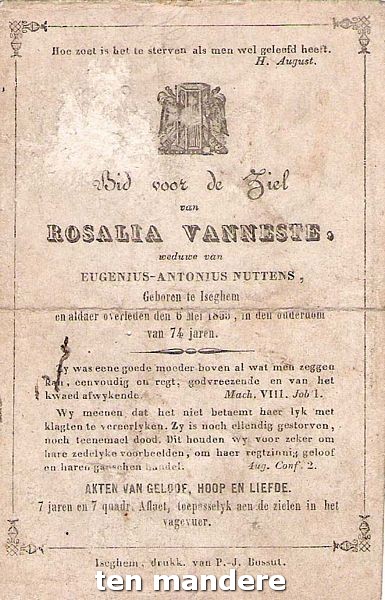 Hoe zoet is het te sterven als men wel geleefd heeft.
H. August.
Bid voor de Ziel
van
ROSALIA VANNESTE,
weduwe van
EUGENIUS-ANTONIUS NUTTENS,
Geboren te Iseghem
en aldaer overleden den 6 Mei in den ouderdom
van 74 jaren.
Zy was eene goede moeder boven al wat men zeggen
kan, eenvoudig en regt, godvreezende en van het
kwaed afwykende. Mach, VIII. Job 1.
Wy meenen dat het niet betaemt haer lyk met
klagten te vereerlyken. Zy is noch ellendig gestorven,
noch teenemael dood. Dit houden wy voor zeker om
hare zedelyke voorbeelden, om haer regtzinnig geloof
en haren ganschen handel. Aug. Conf. 2.
AKTEN VAN GELOOF, HOOP EN LIEFDE.
7 jaren en 7 quadr. Aflaet, toepasselyk aen de zielen in het
vagevuer.
Iseghem, drukk. van P.-J. Bossut.
ten mandere